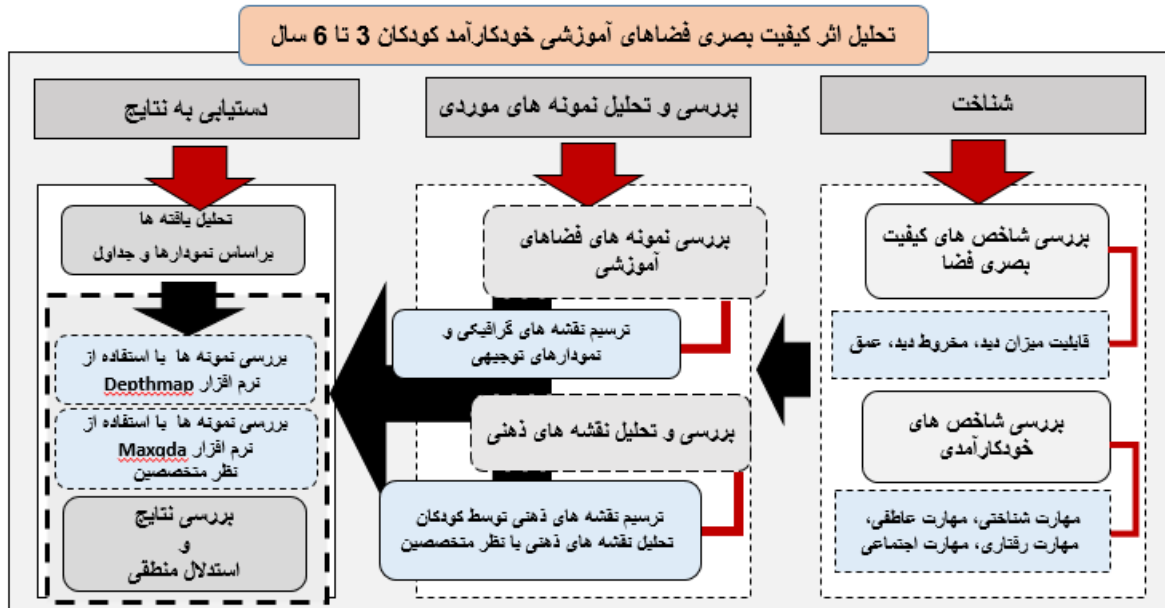 تحلیل اثر کیفیت بصری فضاهای آموزشی خودکارآمد کودکان 3 تا 6 سال
شناخت
بررسی شاخص های کیفیت
بصری فضا
قابلیت میزان دید، مخروط دید، عمق
بررسی شاخص های
خودکارآمدی
مهارت شناختی، مهارت عاطفی،
مهارت رفتاری، مهارت اجتماعی
بررسی و تحلیل نمونه های موردی
بررسی نمونه های فضاهای
آموزشی
ترسیم نقشه های گرافیکی و
نمودارهای توجیهی
بررسی و تحلیل نقشه های ذهنی
ترسیم نقشه های ذهنی توسط کودکان
تحلیل نقشه های ذهنی با نظر متخصصین
دستیابی به نتایج
تحلیل یافته ها
براساس نمودارها و جداول
بررسی نمونه ها با استفاده از
نرم افزار Depthmap
بررسی نمونه ها با استفاده از
نرم افزار Maxqda
نظر متخصصین
بررسی نتایج
و
استدلال منطقی